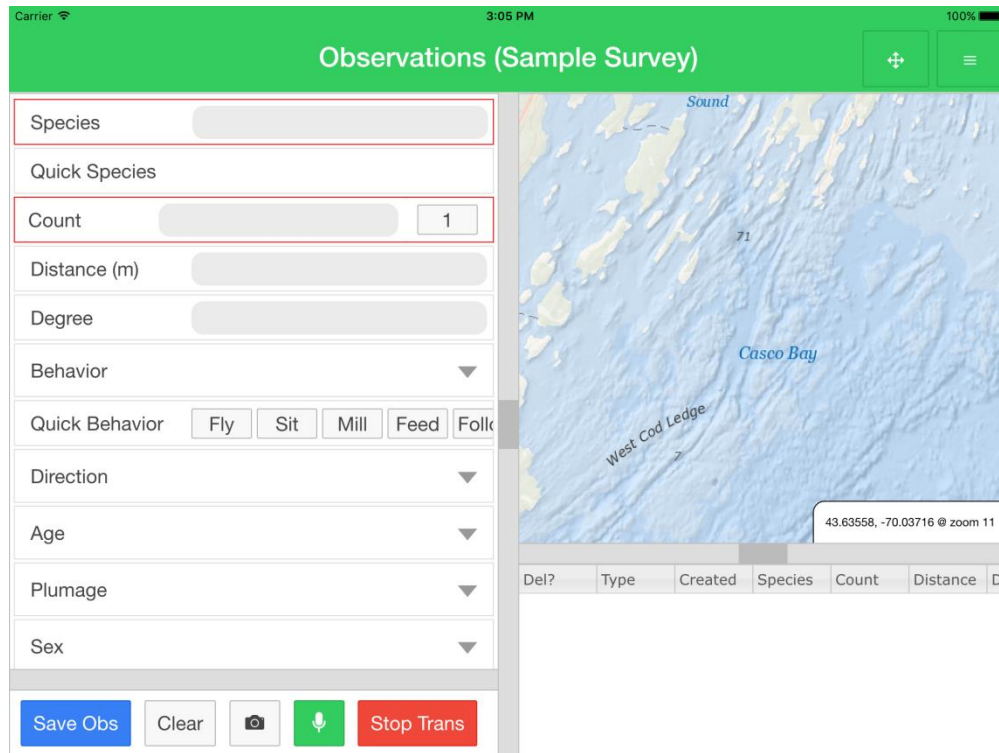 Carrier 3:05 PM 100%
Observations (Sample Survey)
Species
Quick Species
Count 1
Distance (m)
Degree
Behavior
Quick Behavior Fly Sit Mill Feed Follo
Direction
Age
Plumage
Sex
Save Obs Clear Stop Trans
Sound
71
Casco Bay
West Cod Ledge
7
43.63558, -70.03716 @ zoom 11
Del? Type Created Species Count Distance D